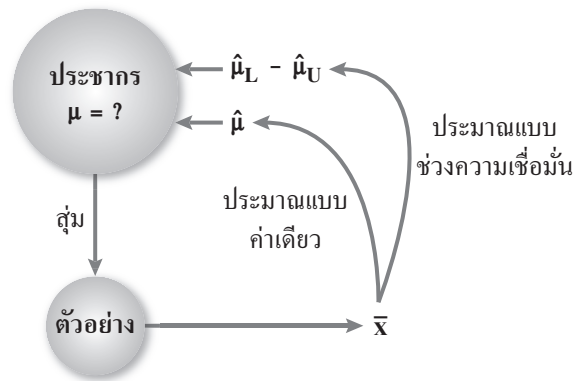 ประชากร
μ = ?
μ̂L - μ̂U
μ̂
ประมาณแบบ
ช่วงความเชื่อมั่น
ประมาณแบบ
ค่าเดียว
สุ่ม
ตัวอย่าง
x̄